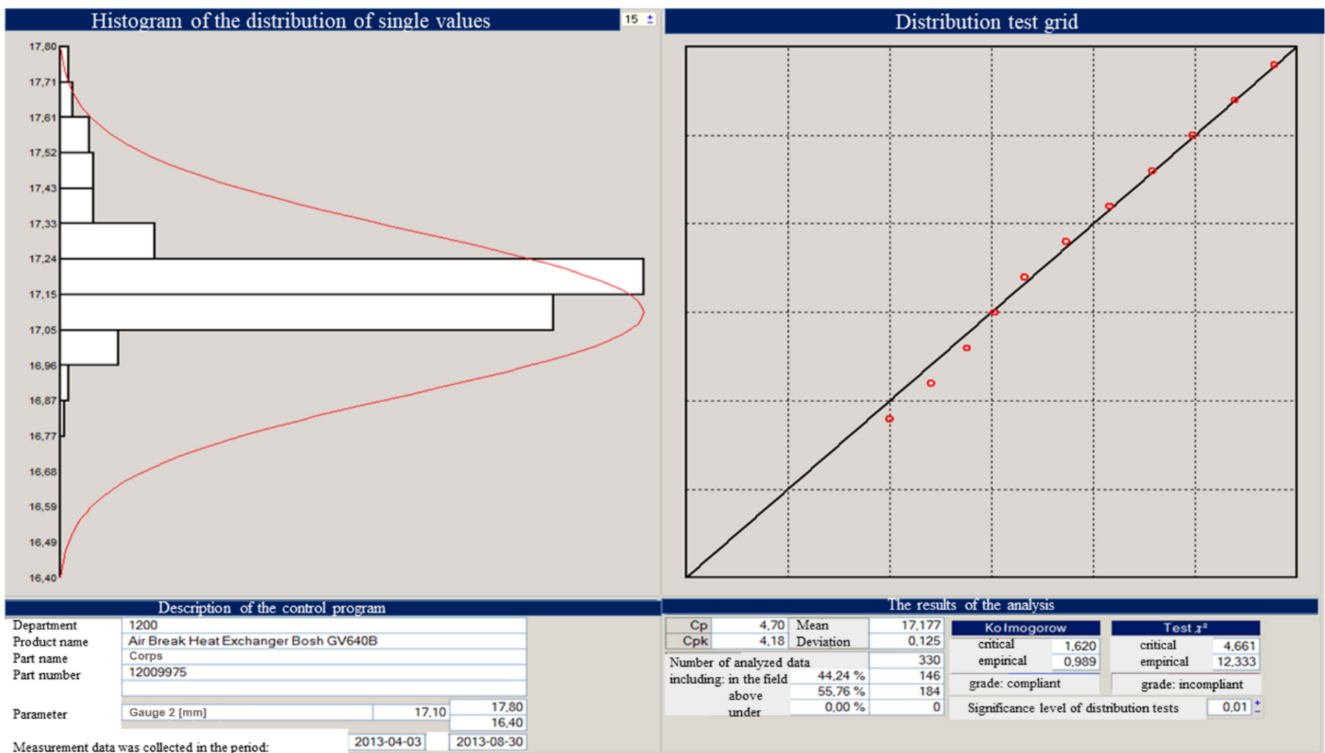 Histogram of the distribution of single values
15
17,80
17,71
17,61
17,52
17,43
17,33
17,24
17,15
17,05
16,96
16,87
16,77
16,68
16,59
16,49
16,40
Distribution test grid
Description of the control program
Department 1200
Product name Air Break Heat Exchanger Bosh GV640B
Part name Corps
Part number 12009975
Parameter Gauge 2 [mm] 17,10 17,80
16,40
Measurement data was collected in the period: 2013-04-03 2013-08-30
The results of the analysis
Cp 4,70 Mean 17,177
Cpk 4,18 Deviation 0,125
Number of analyzed data 330
including: in the field 44,24 % 146
above 55,76 % 184
under 0,00 % 0
Kolmogorow
critical 1,620
empirical 0,989
grade: compliant
Test χ²
critical 4,661
empirical 12,333
grade: incompliant
Significance level of distribution tests 0,01